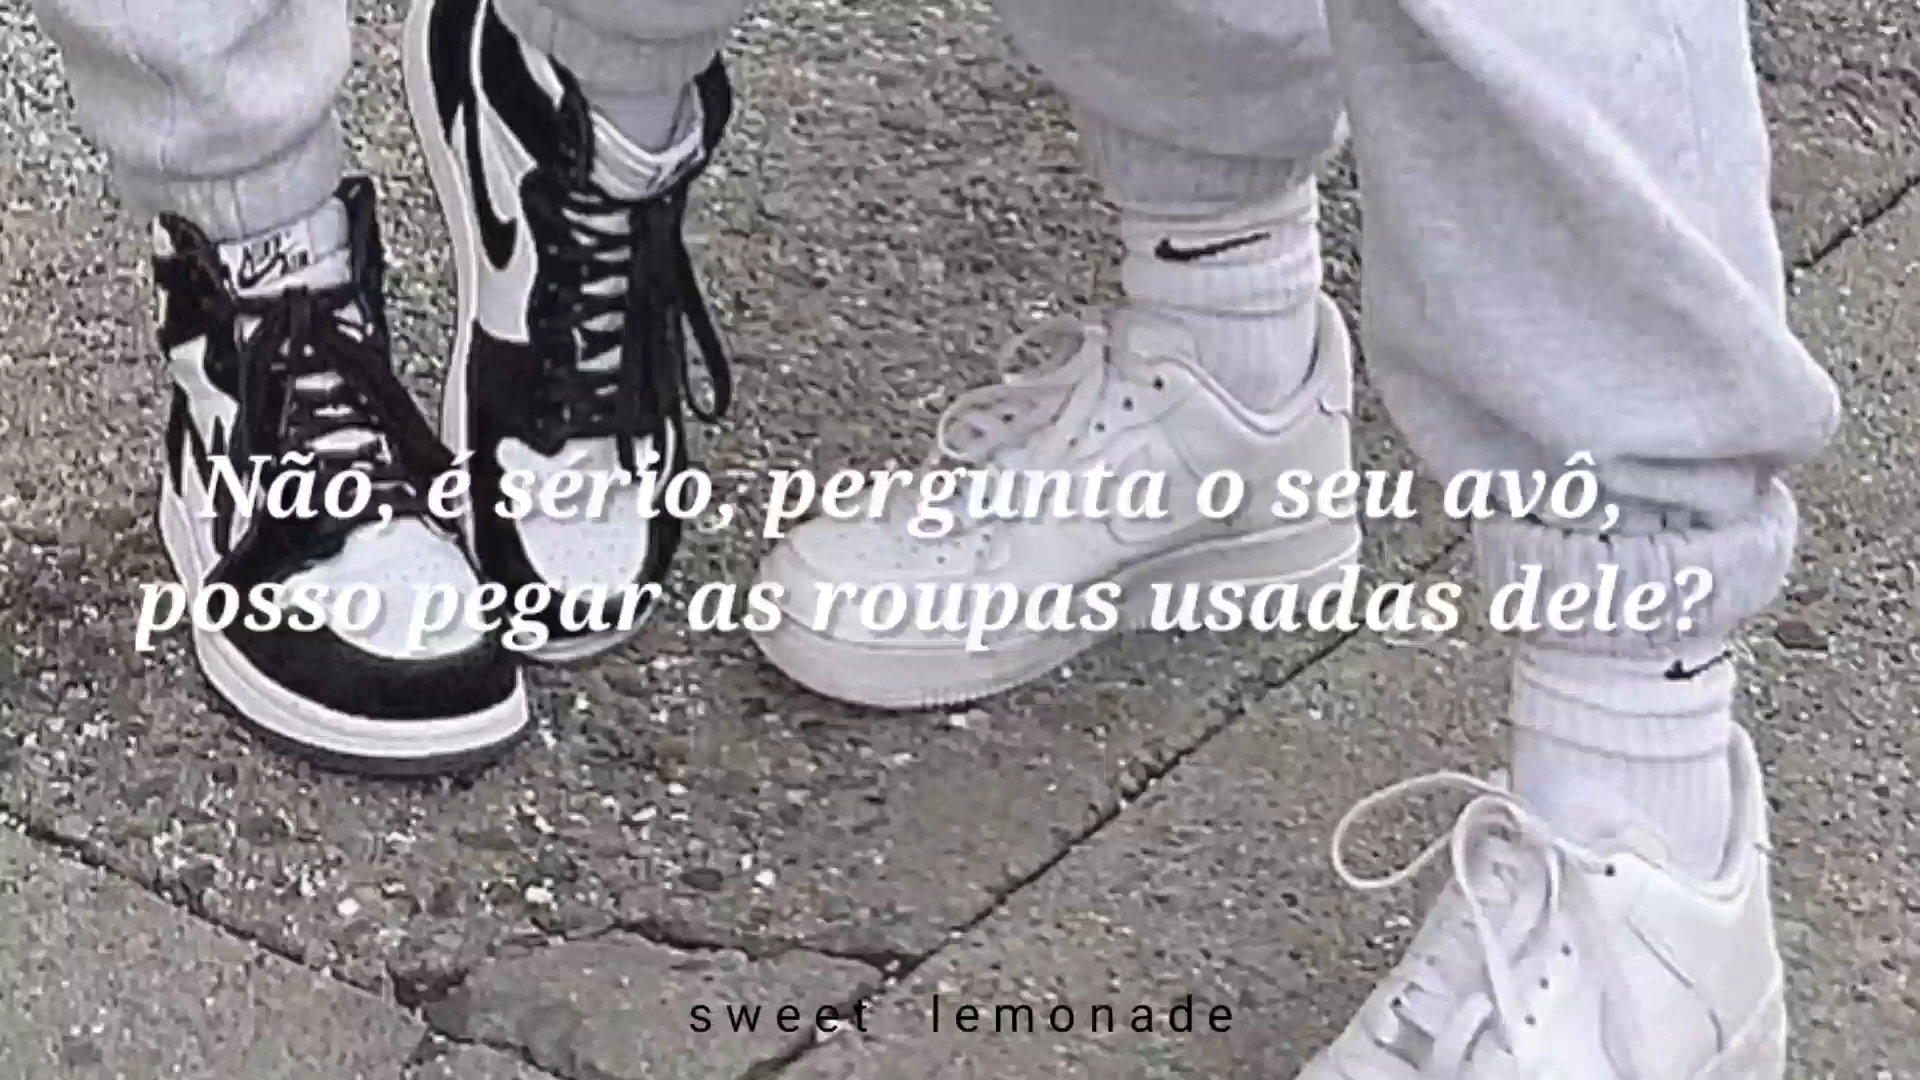 Não, é sério, pergunta o seu avô,
posso pegar as roupas usadas dele?
sweet lemonade